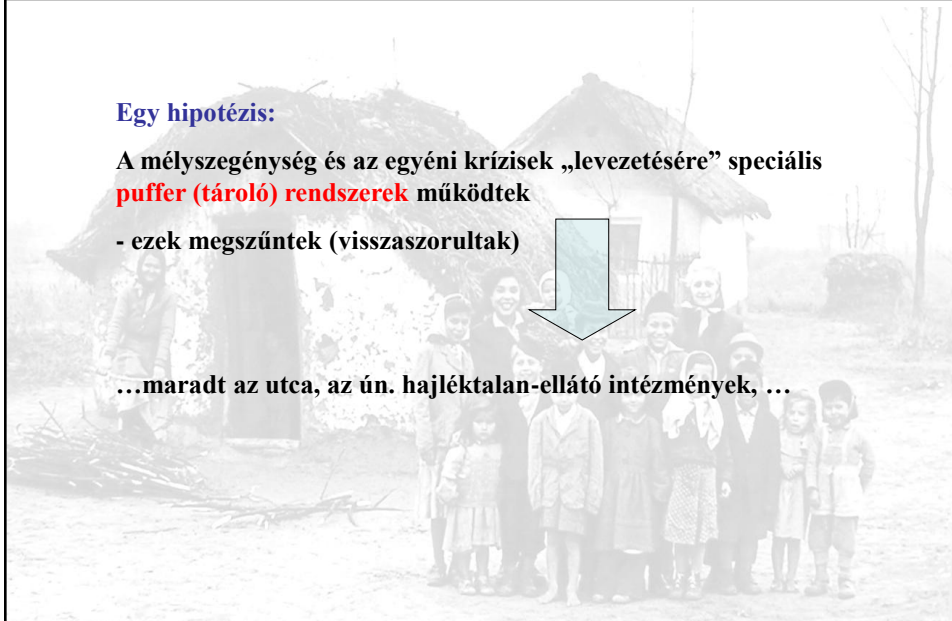 Egy hipotézis:
A mélyszegénység és az egyéni krízisek „levezetésére” speciális
puffer (tároló) rendszerek működtek
- ezek megszűntek (visszaszorultak)
…maradt az utca, az ún. hajléktalan-ellátó intézmények, …